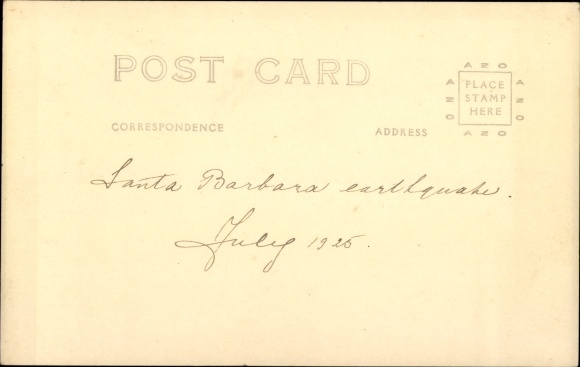 POST CARD
CORRESPONDENCE
ADDRESS
AZO
AZO
PLACE
STAMP
HERE
AZO
AZO
Santa Barbara earthquake.
July 1925.